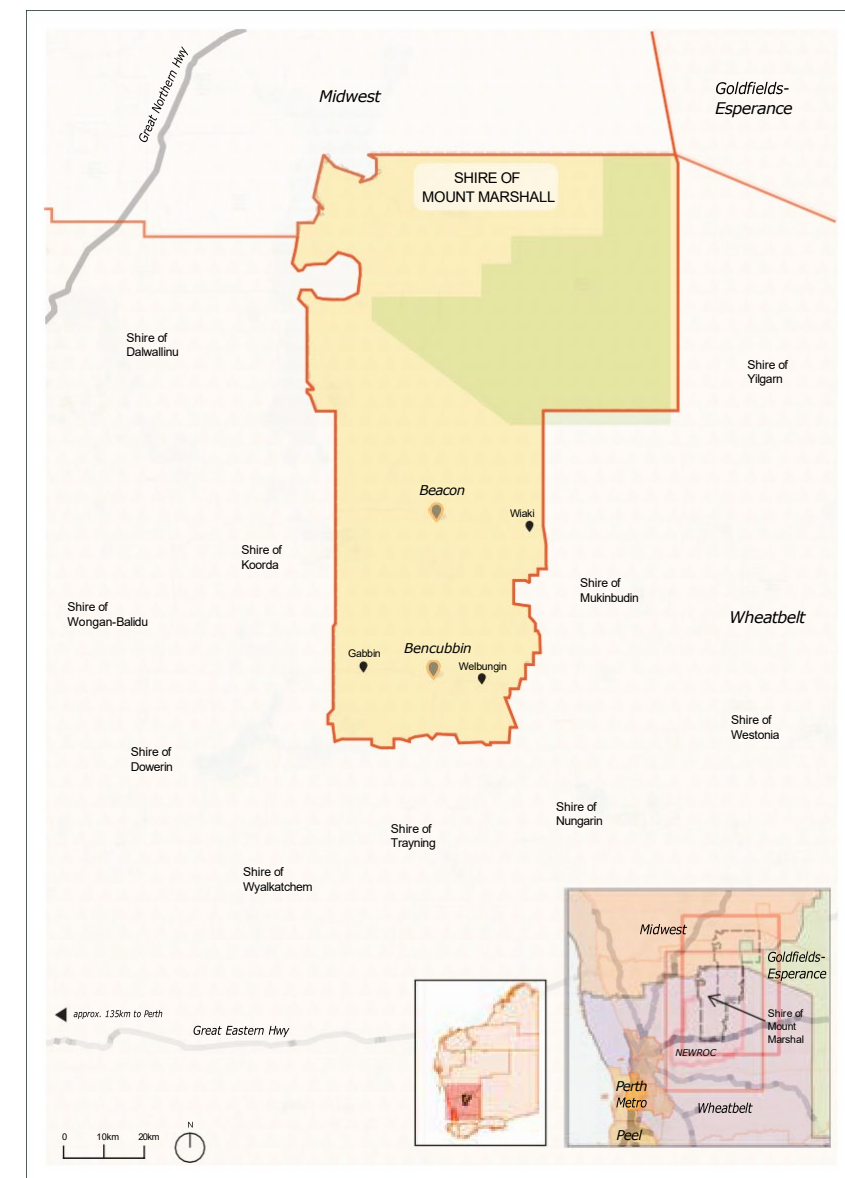 Great Northern Hwy
Midwest
Goldfields-
Esperance
SHIRE OF
MOUNT MARSHALL
Shire of
Dalwallinu
Shire of
Yilgarn
Beacon
Wiaki
Shire of
Koorda
Shire of
Mukinbudin
Shire of
Wongan-Balidu
Wheatbelt
Bencubbin
Gabbin
Welbungin
Shire of
Westonia
Shire of
Dowerin
Shire of
Nungarin
Shire of
Trayning
Shire of
Wyalkatchem
Midwest
Goldfields-
Esperance
Shire of
Mount
Marshal
NEWROC
Perth
Metro
Wheatbelt
Peel
approx. 135km to Perth
Great Eastern Hwy
0 10km 20km
N